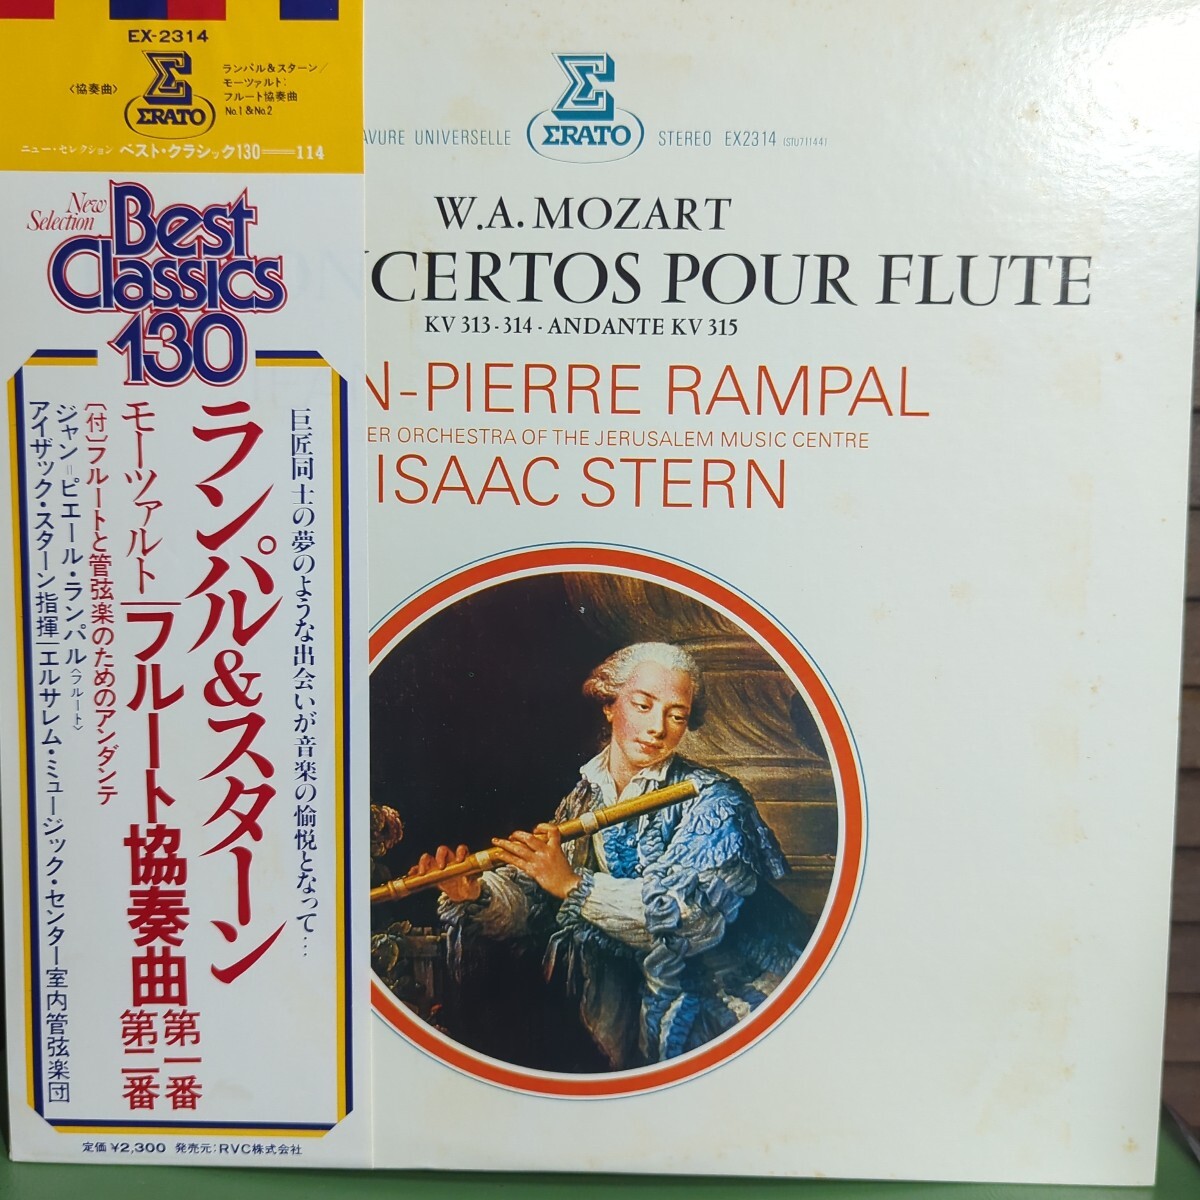 EX-2314
〈協奏曲〉
ERATO
ランパル&スターン/
モーツァルト:
フルート協奏曲
No.1&No.2
ニュー・セレクション ベスト・クラシック130━━114
New
Selection
Best
Classics
130
巨匠同士の夢のような出会いが音楽の愉悦となって…
ランパル&スターン
モーツァルト|フルート協奏曲 第一番
第二番
〔付〕フルートと管弦楽のためのアンダンテ
ジャン=ピエール・ランパル〈フルート〉
アイザック・スターン指揮|エルサレム・ミュージック・センター室内管弦楽団
定価¥2,300 発売元:RVC株式会社
AVURE UNIVERSELLE ERATO STEREO EX2314 (STU71144)
W.A. MOZART
NCERTOS POUR FLUTE
KV 313 - 314 - ANDANTE KV 315
N-PIERRE RAMPAL
ER ORCHESTRA OF THE JERUSALEM MUSIC CENTRE
ISAAC STERN